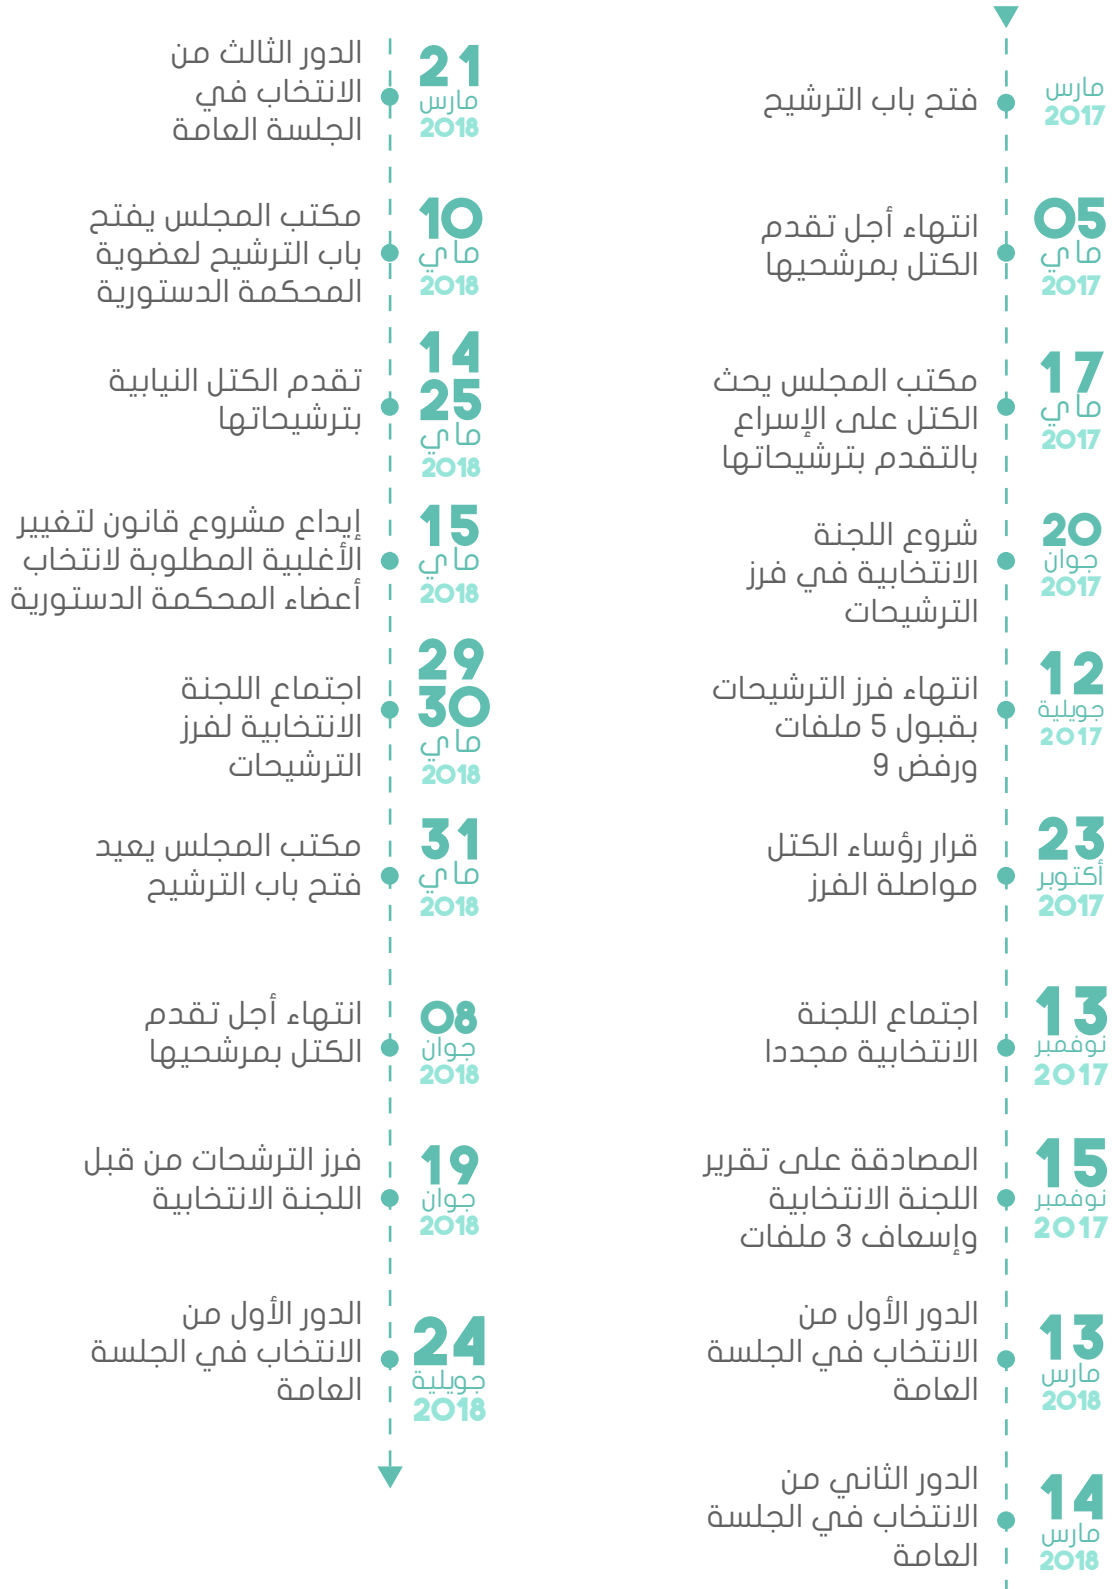 مارس
2017
فتح باب الترشيح
05
ماي
2017
انتهاء أجل تقدم
الكتل بمرشحيها
17
ماي
2017
مكتب المجلس يحث
الكتل على الإسراع
بالتقدم بترشيحاتها
20
جوان
2017
شروع اللجنة
الانتخابية في فرز
الترشيحات
12
جويلية
2017
انتهاء فرز الترشيحات
بقبول 5 ملفات
ورفض 9
23
أكتوبر
2017
قرار رؤساء الكتل
مواصلة الفرز
13
نوفمبر
2017
اجتماع اللجنة
الانتخابية مجددا
15
نوفمبر
2017
المصادقة على تقرير
اللجنة الانتخابية
وإسعاف 3 ملفات
13
مارس
2018
الدور الأول من
الانتخاب في الجلسة
العامة
14
مارس
2018
الدور الثاني من
الانتخاب في الجلسة
العامة
21
مارس
2018
الدور الثالث من
الانتخاب في
الجلسة العامة
10
ماي
2018
مكتب المجلس يفتح
باب الترشيح لعضوية
المحكمة الدستورية
14
25
ماي
2018
تقدم الكتل النيابية
بترشيحاتها
15
ماي
2018
إيداع مشروع قانون لتغيير
الأغلبية المطلوبة لانتخاب
أعضاء المحكمة الدستورية
29
30
ماي
2018
اجتماع اللجنة
الانتخابية لفرز
الترشيحات
31
ماي
2018
مكتب المجلس يعيد
فتح باب الترشيح
08
جوان
2018
انتهاء أجل تقدم
الكتل بمرشحيها
19
جوان
2018
فرز الترشحات من قبل
اللجنة الانتخابية
24
جويلية
2018
الدور الأول من
الانتخاب في الجلسة
العامة